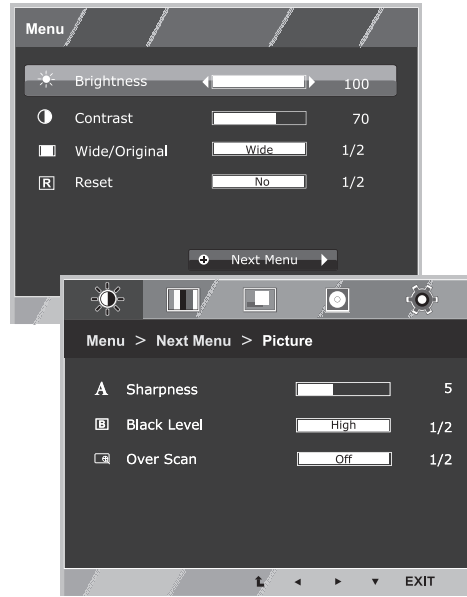 Menu
Brightness 100
Contrast 70
Wide/Original Wide 1/2
R Reset No 1/2
Next Menu
Menu > Next Menu > Picture
A Sharpness 5
B Black Level High 1/2
Over Scan Off 1/2
EXIT